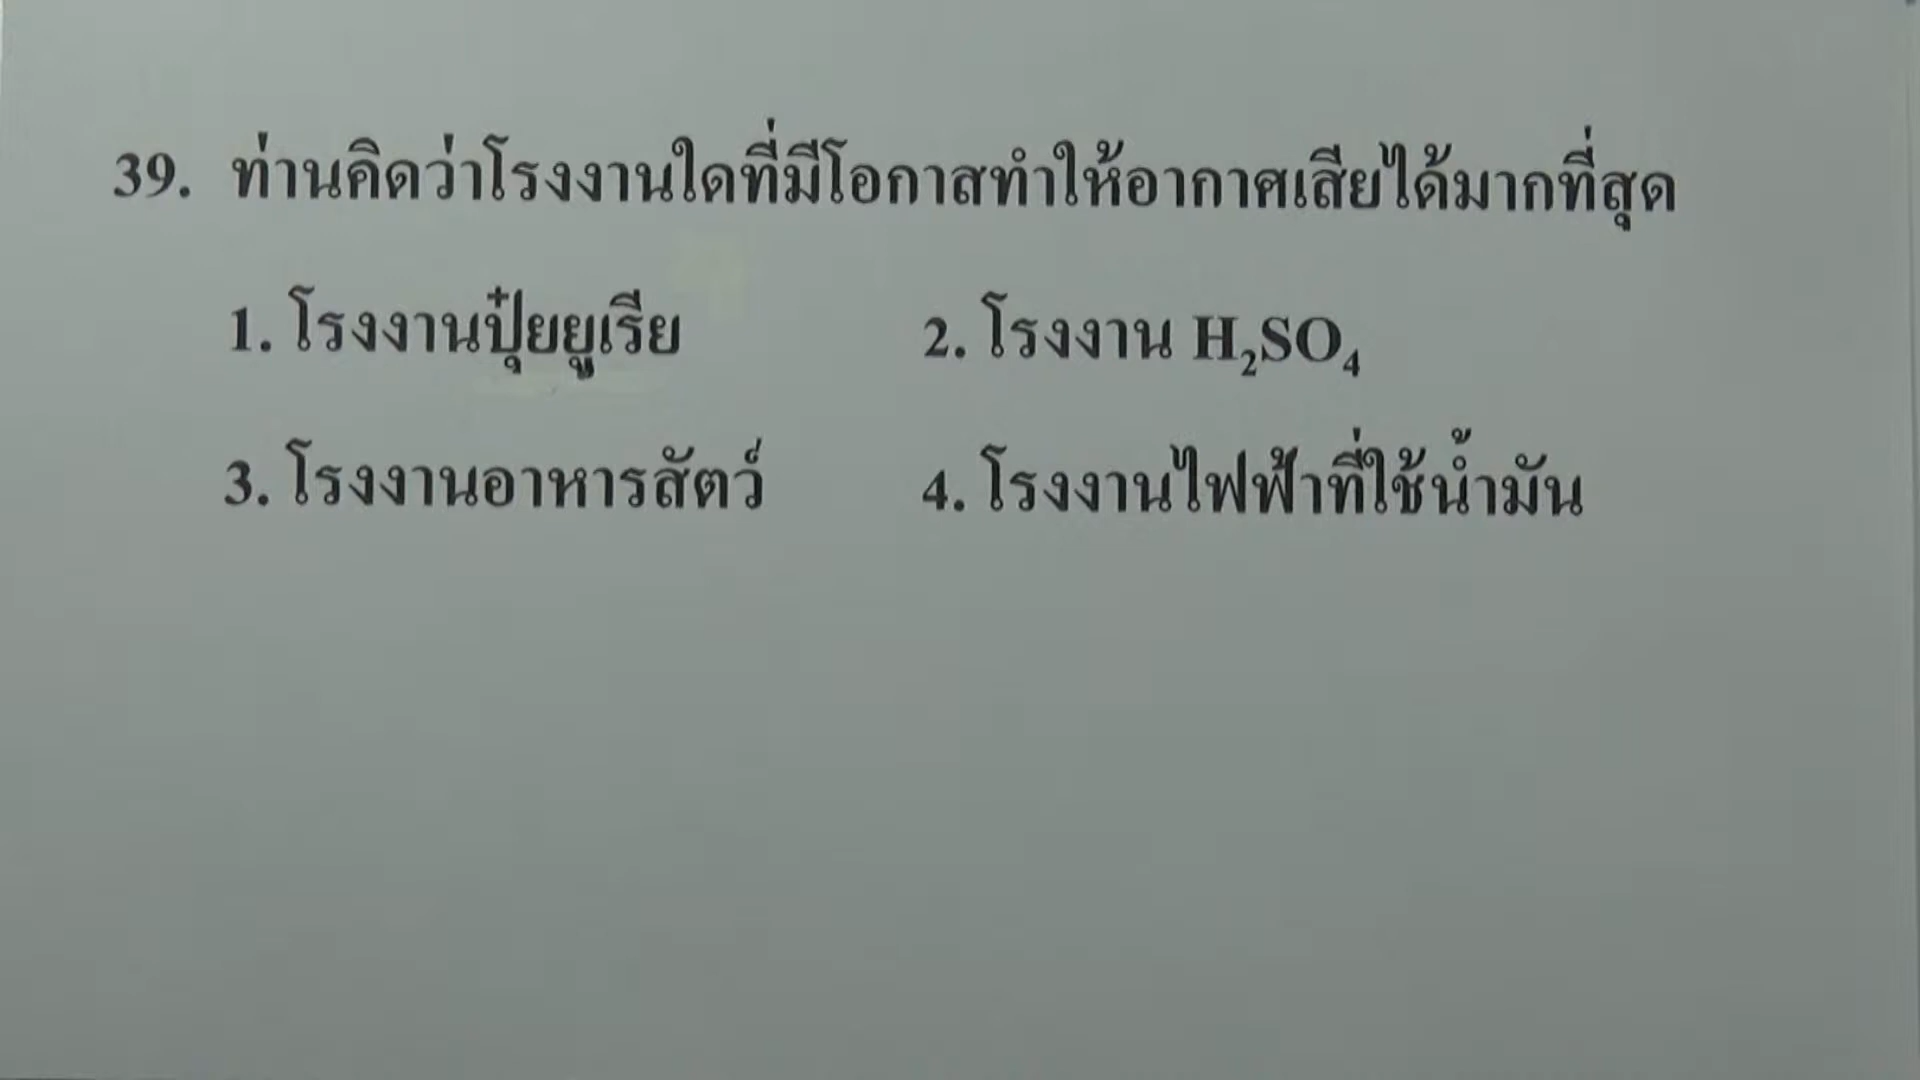 39. ท่านคิดว่าโรงงานใดที่มีโอกาสทำให้อากาศเสียได้มากที่สุด
1. โรงงานปุ๋ยยูเรีย 2. โรงงาน H₂SO₄
3. โรงงานอาหารสัตว์ 4. โรงงานไฟฟ้าที่ใช้น้ำมัน